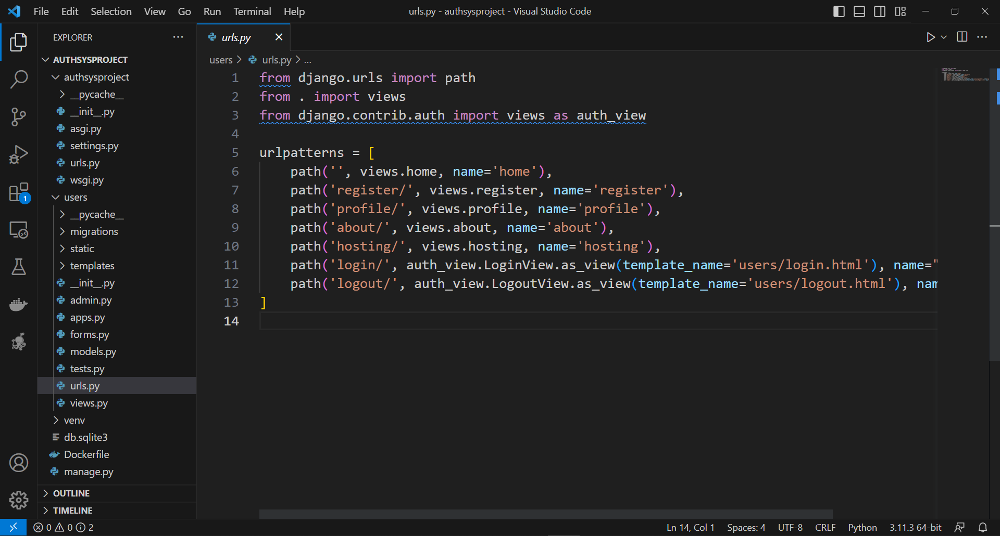 File Edit Selection View Go Run Terminal Help
urls.py - authsysproject - Visual Studio Code
EXPLORER
AUTHSYSPROJECT
authsysproject
__pycache__
__init__.py
asgi.py
settings.py
urls.py
wsgi.py
users
__pycache__
migrations
static
templates
__init__.py
admin.py
apps.py
forms.py
models.py
tests.py
urls.py
views.py
venv
db.sqlite3
Dockerfile
manage.py
OUTLINE
TIMELINE
1
urls.py
users > urls.py > ...
1 from django.urls import path
2 from . import views
3 from django.contrib.auth import views as auth_view
4
5 urlpatterns = [
6     path('', views.home, name='home'),
7     path('register/', views.register, name='register'),
8     path('profile/', views.profile, name='profile'),
9     path('about/', views.about, name='about'),
10     path('hosting/', views.hosting, name='hosting'),
11     path('login/', auth_view.LoginView.as_view(template_name='users/login.html'), name="
12     path('logout/', auth_view.LogoutView.as_view(template_name='users/logout.html'), nam
13 ]
14
0 0 2
Ln 14, Col 1 Spaces: 4 UTF-8 CRLF Python 3.11.3 64-bit